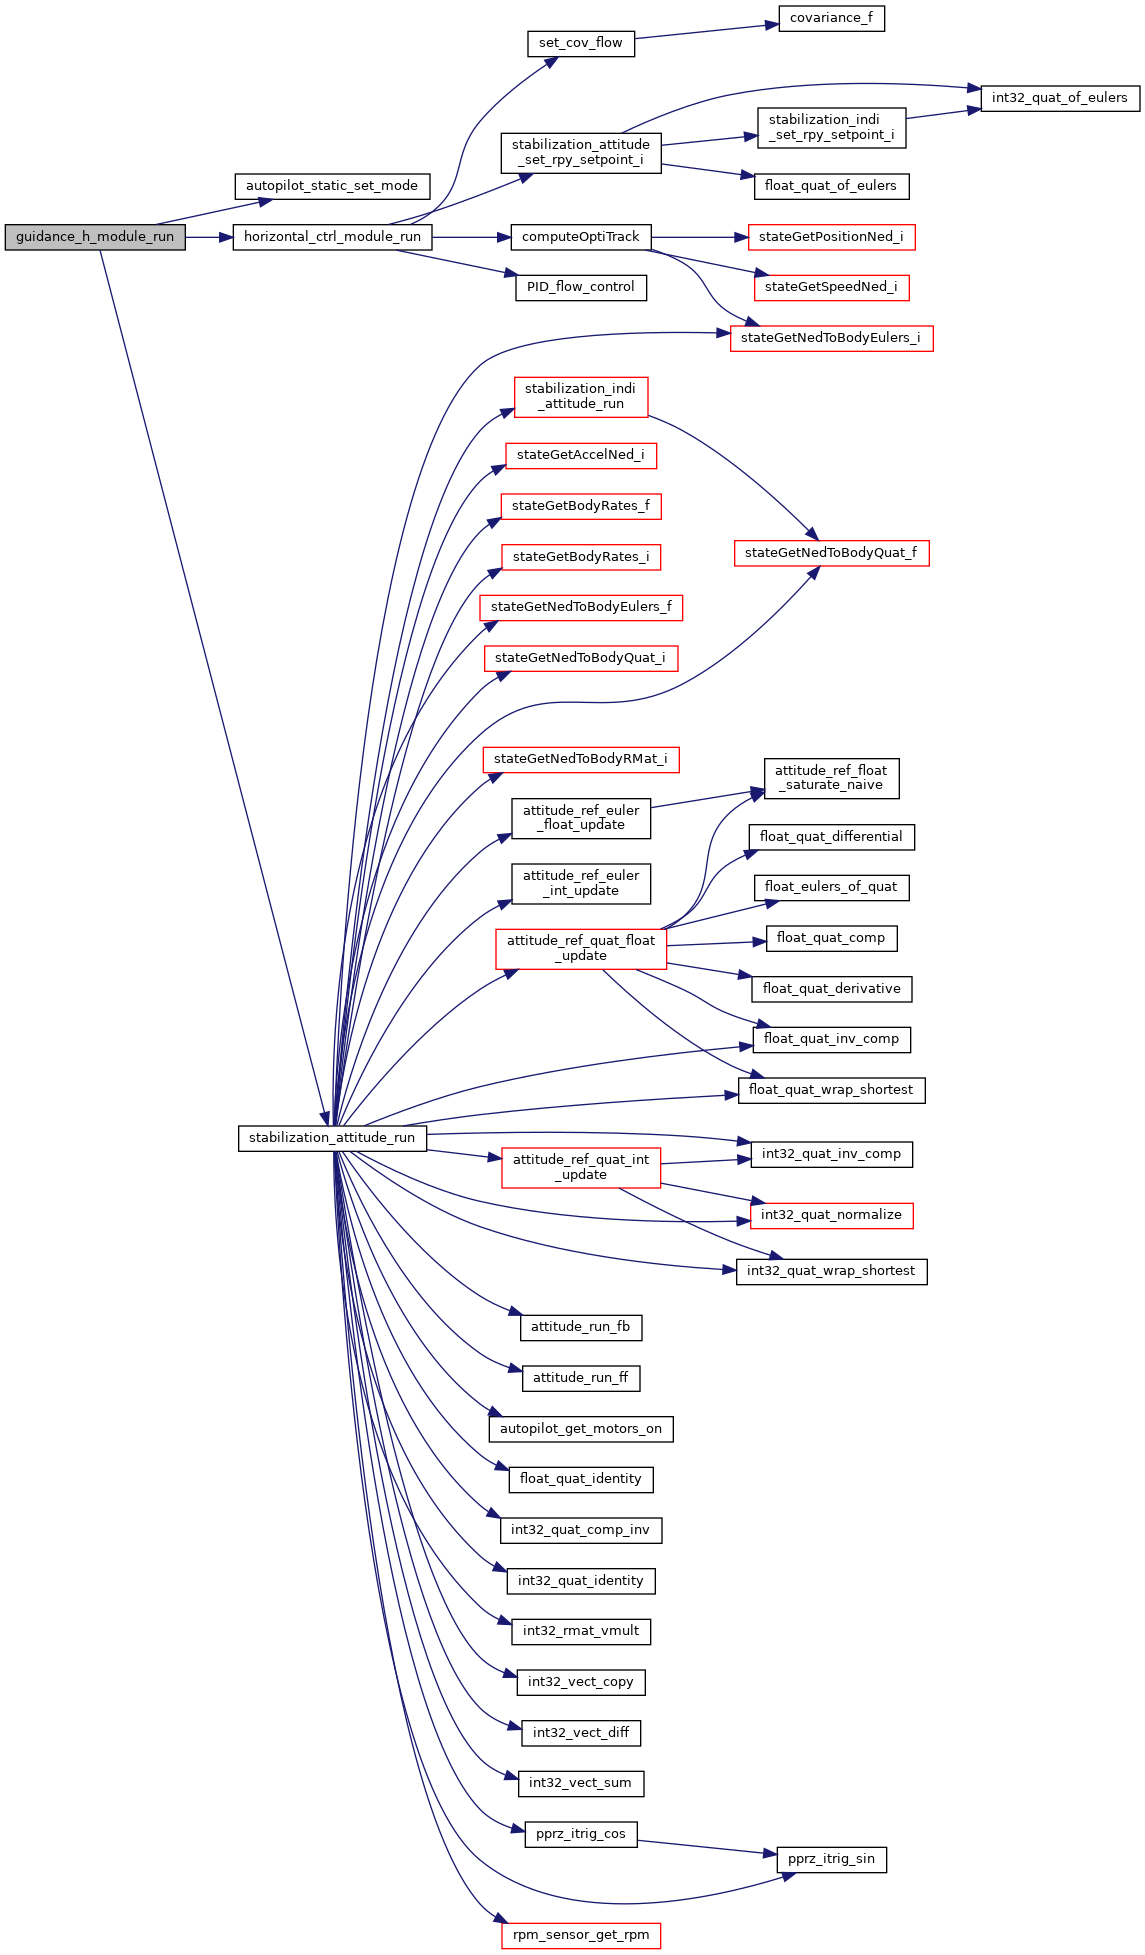 covariance_f
set_cov_flow
int32_quat_of_eulers
stabilization_indi
_set_rpy_setpoint_i
stabilization_attitude
_set_rpy_setpoint_i
autopilot_static_set_mode
float_quat_of_eulers
guidance_h_module_run
horizontal_ctrl_module_run
computeOptiTrack
stateGetPositionNed_i
PID_flow_control
stateGetSpeedNed_i
stateGetNedToBodyEulers_i
stabilization_indi
_attitude_run
stateGetAccelNed_i
stateGetBodyRates_f
stateGetBodyRates_i
stateGetNedToBodyQuat_f
stateGetNedToBodyEulers_f
stateGetNedToBodyQuat_i
stateGetNedToBodyRMat_i
attitude_ref_float
_saturate_naive
attitude_ref_euler
_float_update
float_quat_differential
attitude_ref_euler
_int_update
float_eulers_of_quat
attitude_ref_quat_float
_update
float_quat_comp
float_quat_derivative
float_quat_inv_comp
float_quat_wrap_shortest
stabilization_attitude_run
int32_quat_inv_comp
attitude_ref_quat_int
_update
int32_quat_normalize
int32_quat_wrap_shortest
attitude_run_fb
attitude_run_ff
autopilot_get_motors_on
float_quat_identity
int32_quat_comp_inv
int32_quat_identity
int32_rmat_vmult
int32_vect_copy
int32_vect_diff
int32_vect_sum
pprz_itrig_cos
pprz_itrig_sin
rpm_sensor_get_rpm